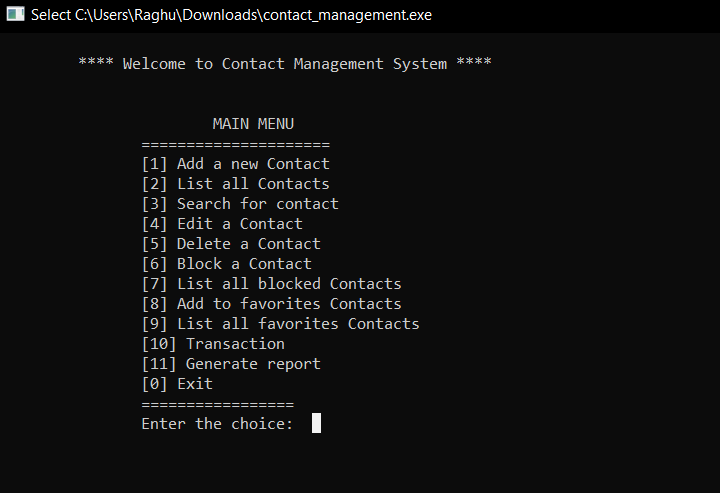 Select C:\Users\Raghu\Downloads\contact_management.exe
**** Welcome to Contact Management System ****
MAIN MENU
=====================
[1] Add a new Contact
[2] List all Contacts
[3] Search for contact
[4] Edit a Contact
[5] Delete a Contact
[6] Block a Contact
[7] List all blocked Contacts
[8] Add to favorites Contacts
[9] List all favorites Contacts
[10] Transaction
[11] Generate report
[0] Exit
=================
Enter the choice: